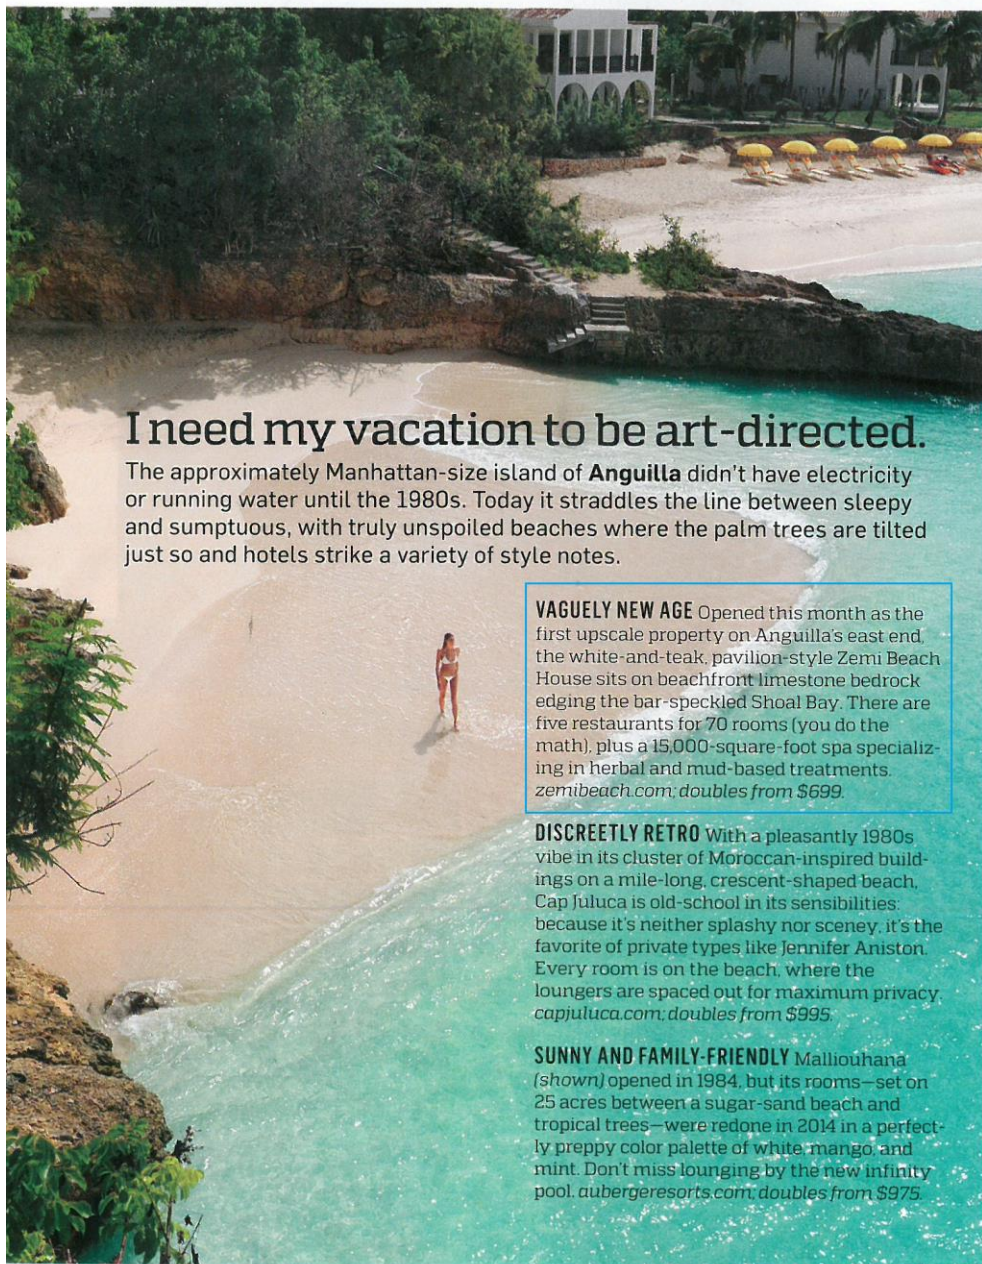 I need my vacation to be art-directed.
The approximately Manhattan-size island of Anguilla didn't have electricity
or running water until the 1980s. Today it straddles the line between sleepy
and sumptuous, with truly unspoiled beaches where the palm trees are tilted
just so and hotels strike a variety of style notes.
VAGUELY NEW AGE Opened this month as the
first upscale property on Anguilla's east end,
the white-and-teak, pavilion-style Zemi Beach
House sits on beachfront limestone bedrock
edging the bar-speckled Shoal Bay. There are
five restaurants for 70 rooms (you do the
math), plus a 15,000-square-foot spa specializ-
ing in herbal and mud-based treatments.
zemibeach.com; doubles from $699.
DISCREETLY RETRO With a pleasantly 1980s
vibe in its cluster of Moroccan-inspired build-
ings on a mile-long, crescent-shaped beach,
Cap Juluca is old-school in its sensibilities:
because it's neither splashy nor sceney, it's the
favorite of private types like Jennifer Aniston.
Every room is on the beach, where the
loungers are spaced out for maximum privacy.
capjuluca.com; doubles from $995.
SUNNY AND FAMILY-FRIENDLY Malliouhana
(shown) opened in 1984, but its rooms—set on
25 acres between a sugar-sand beach and
tropical trees—were redone in 2014 in a perfect-
ly preppy color palette of white, mango, and
mint. Don't miss lounging by the new infinity
pool. aubergeresorts.com; doubles from $975.